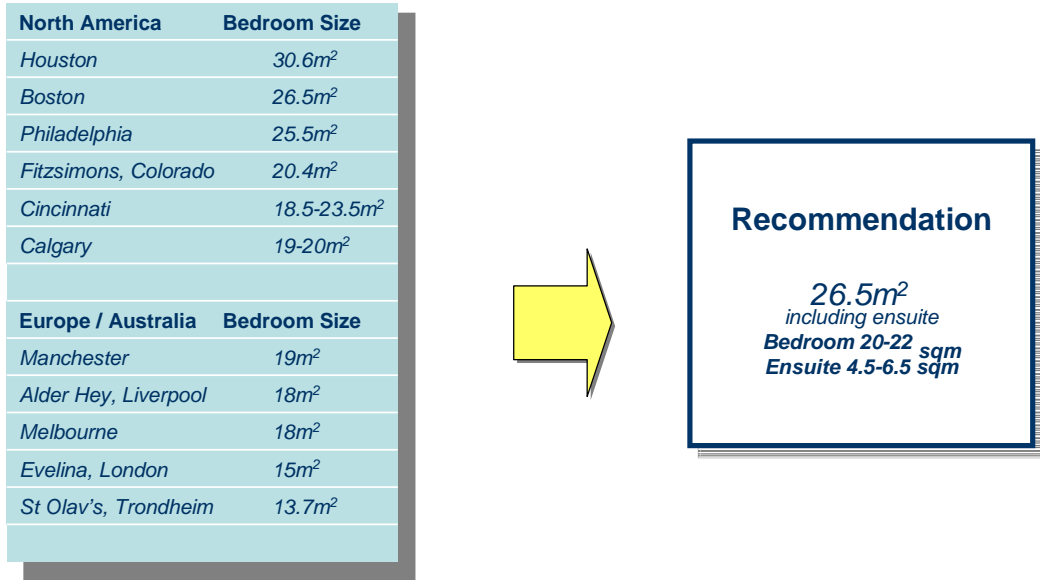 North America Bedroom Size
Houston 30.6m²
Boston 26.5m²
Philadelphia 25.5m²
Fitzsimons, Colorado 20.4m²
Cincinnati 18.5-23.5m²
Calgary 19-20m²
Europe / Australia Bedroom Size
Manchester 19m²
Alder Hey, Liverpool 18m²
Melbourne 18m²
Evelina, London 15m²
St Olav’s, Trondheim 13.7m²
Recommendation
26.5m²
including ensuite
Bedroom 20-22 sqm
Ensuite 4.5-6.5 sqm